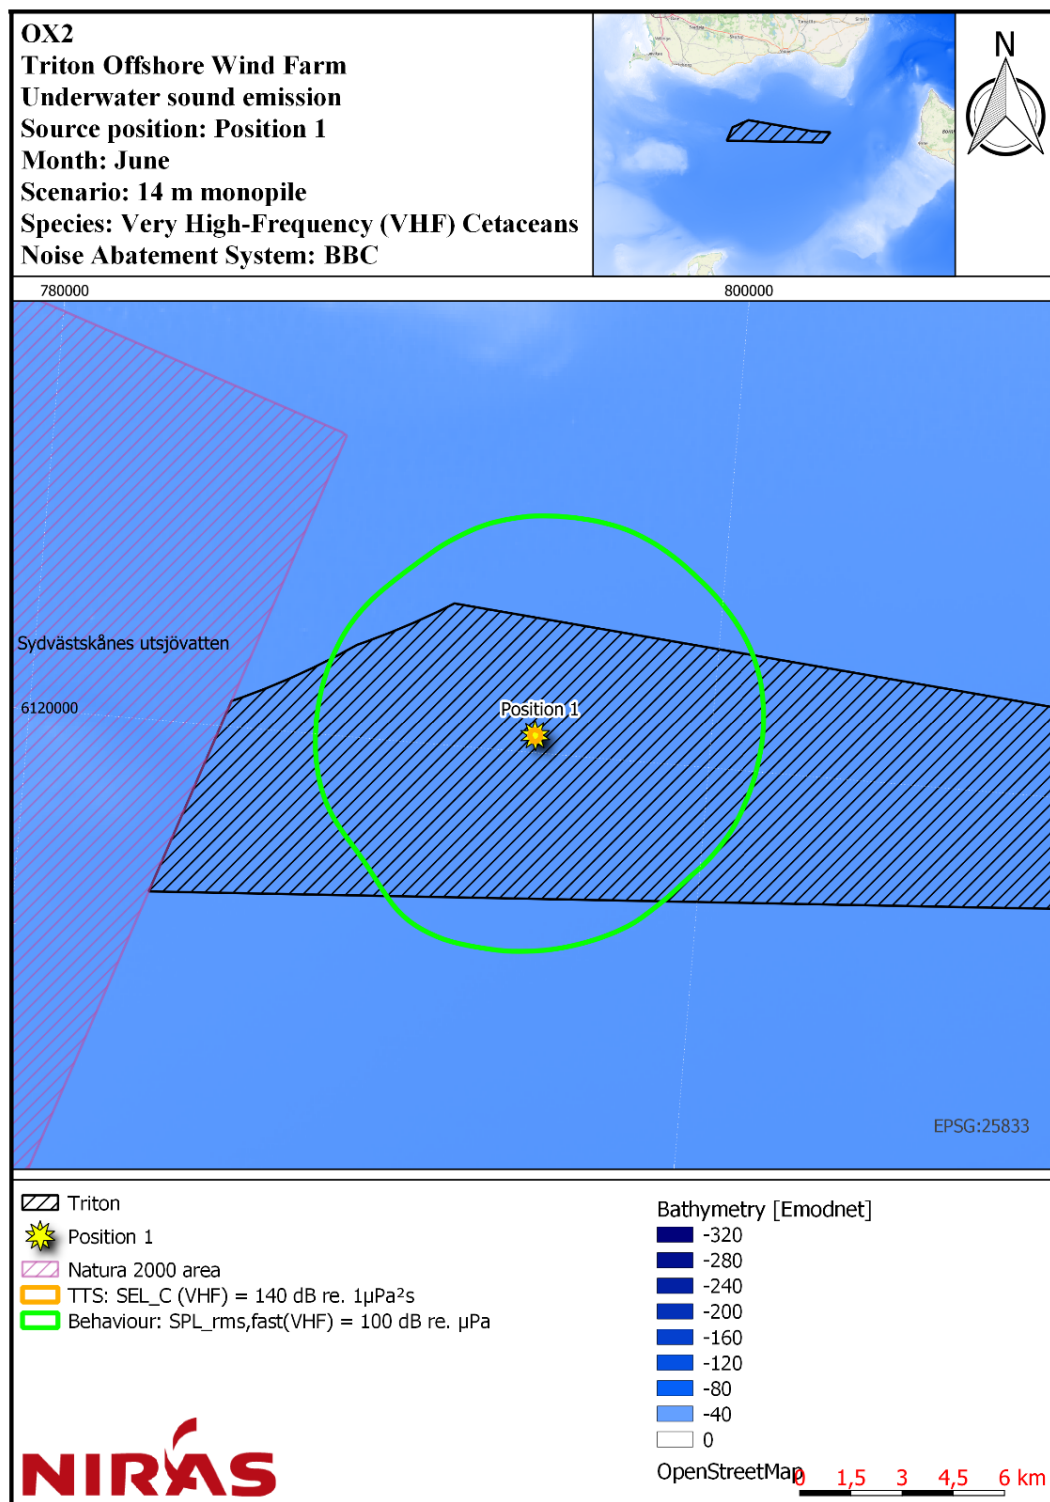 OX2
Triton Offshore Wind Farm
Underwater sound emission
Source position: Position 1
Month: June
Scenario: 14 m monopile
Species: Very High-Frequency (VHF) Cetaceans
Noise Abatement System: BBC
N
780000
800000
Sydvästskånes utsjövatten
6120000
Position 1
EPSG:25833
Triton
Position 1
Natura 2000 area
TTS: SEL_C (VHF) = 140 dB re. 1µPa²s
Behaviour: SPL_rms,fast(VHF) = 100 dB re. µPa
Bathymetry [Emodnet]
-320
-280
-240
-200
-160
-120
-80
-40
0
OpenStreetMap
0 1,5 3 4,5 6 km
NIRAS